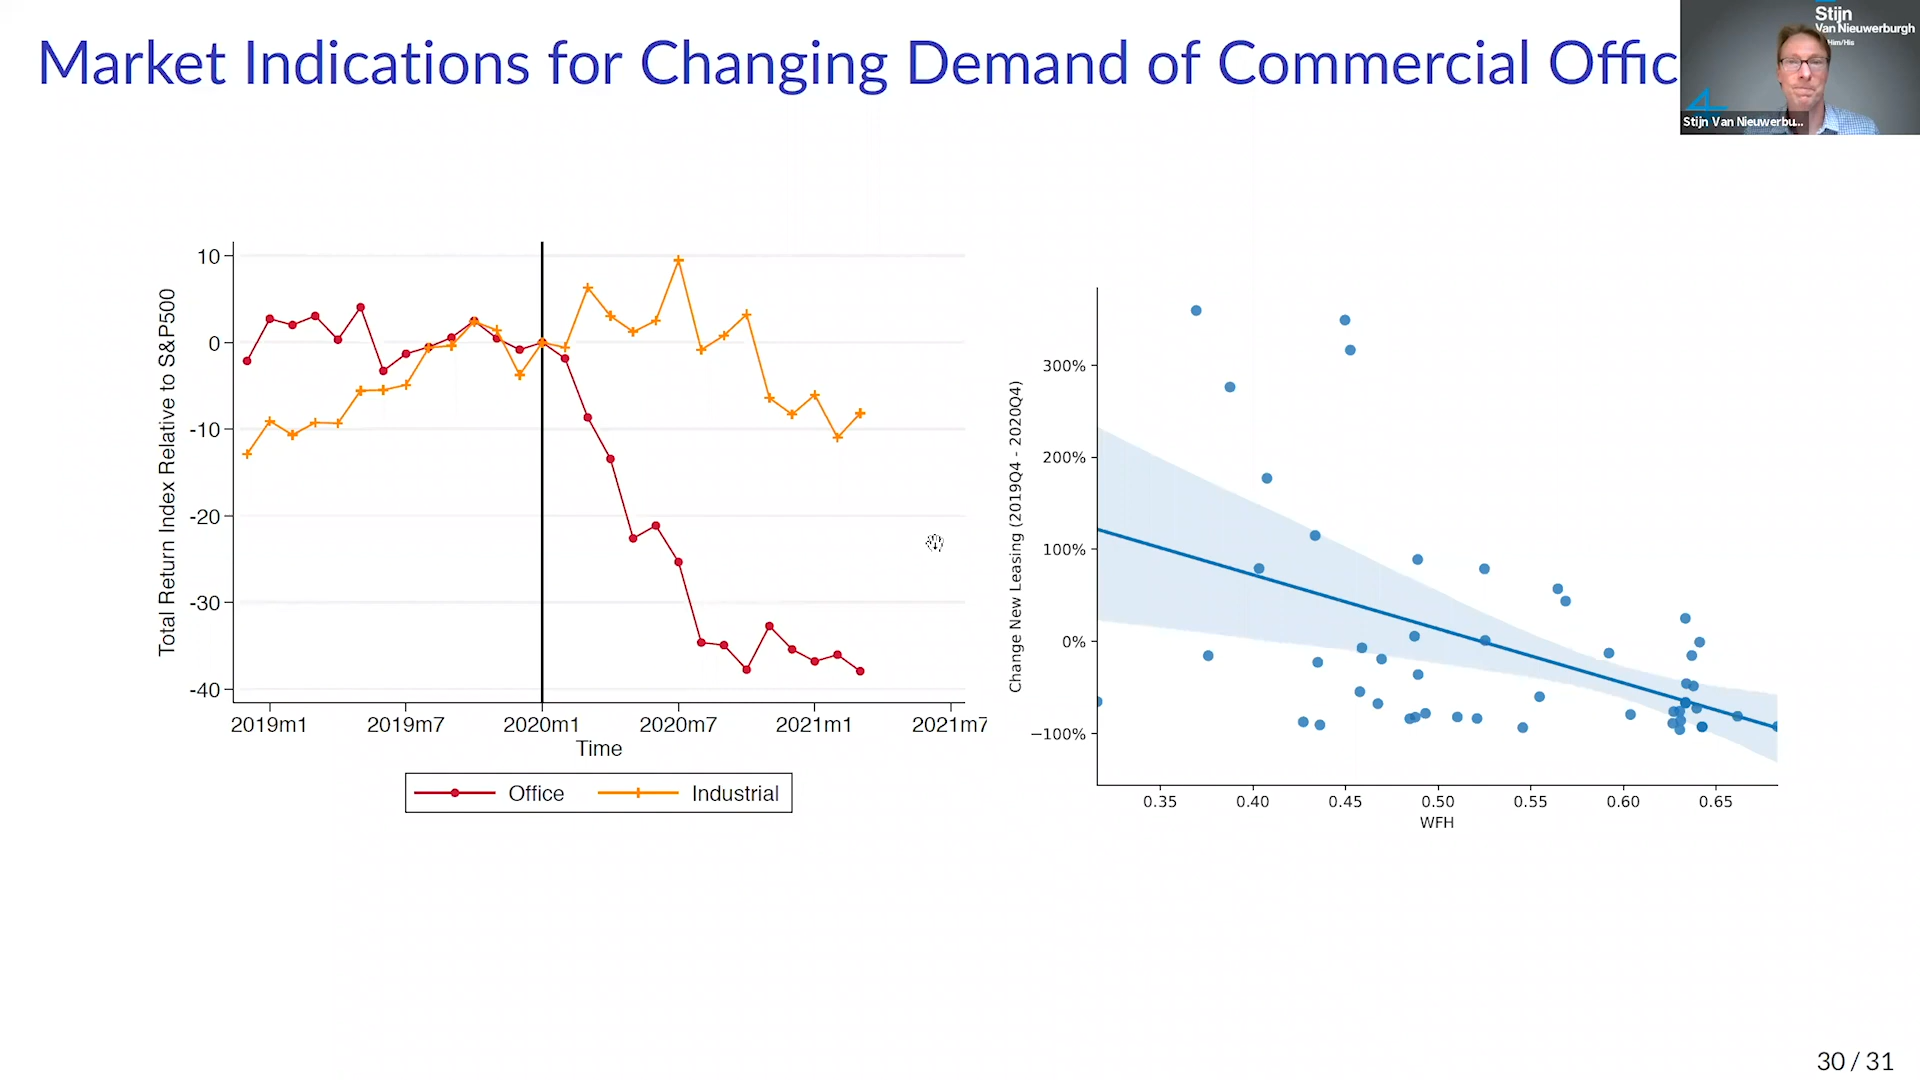 Market Indications for Changing Demand of Commercial Offic
Stijn
Van Nieuwerburgh
Him/His
Stijn Van Nieuwerbu...
Total Return Index Relative to S&P500
10
0
-10
-20
-30
-40
2019m1 2019m7 2020m1 2020m7 2021m1 2021m7
Time
Office Industrial
Change New Leasing (2019Q4 - 2020Q4)
300%
200%
100%
0%
−100%
0.35 0.40 0.45 0.50 0.55 0.60 0.65
WFH
30 / 31